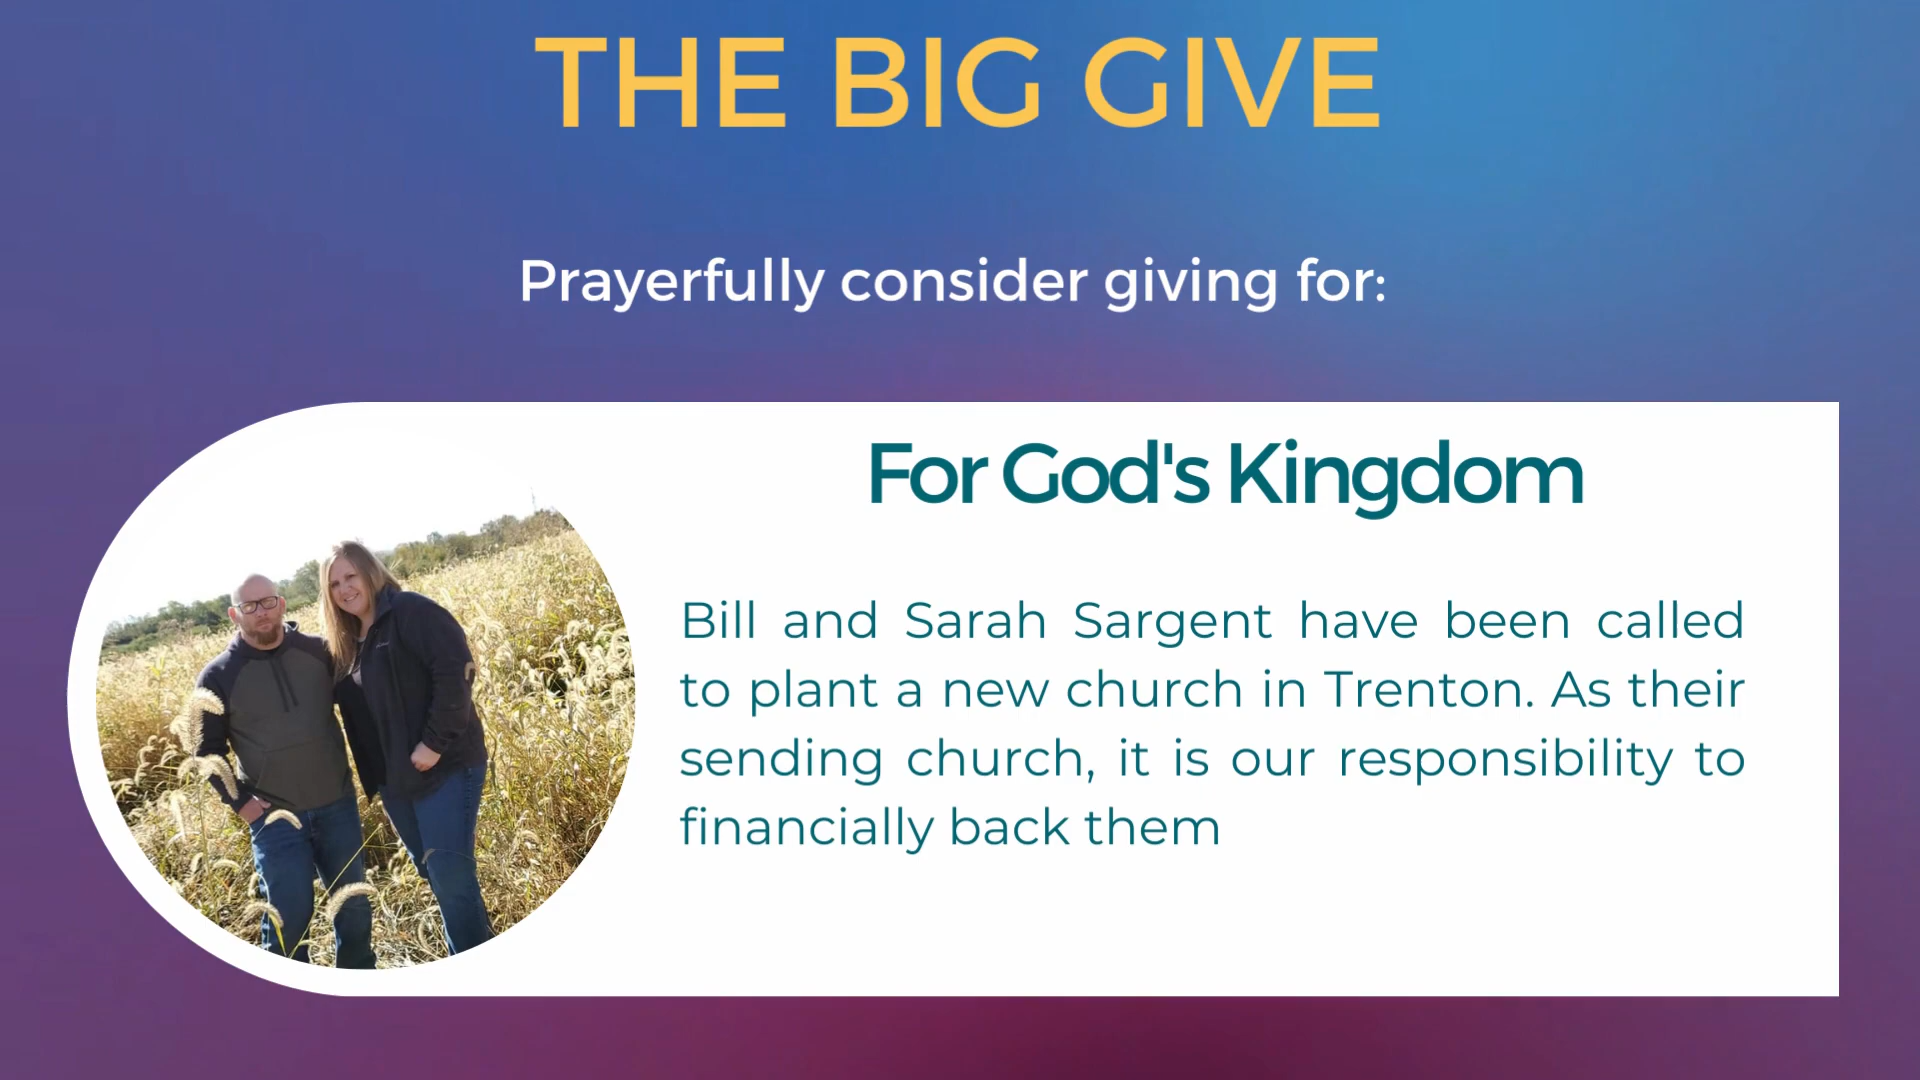 THE BIG GIVE
Prayerfully consider giving for:
For God's Kingdom
Bill and Sarah Sargent have been called
to plant a new church in Trenton. As their
sending church, it is our responsibility to
financially back them